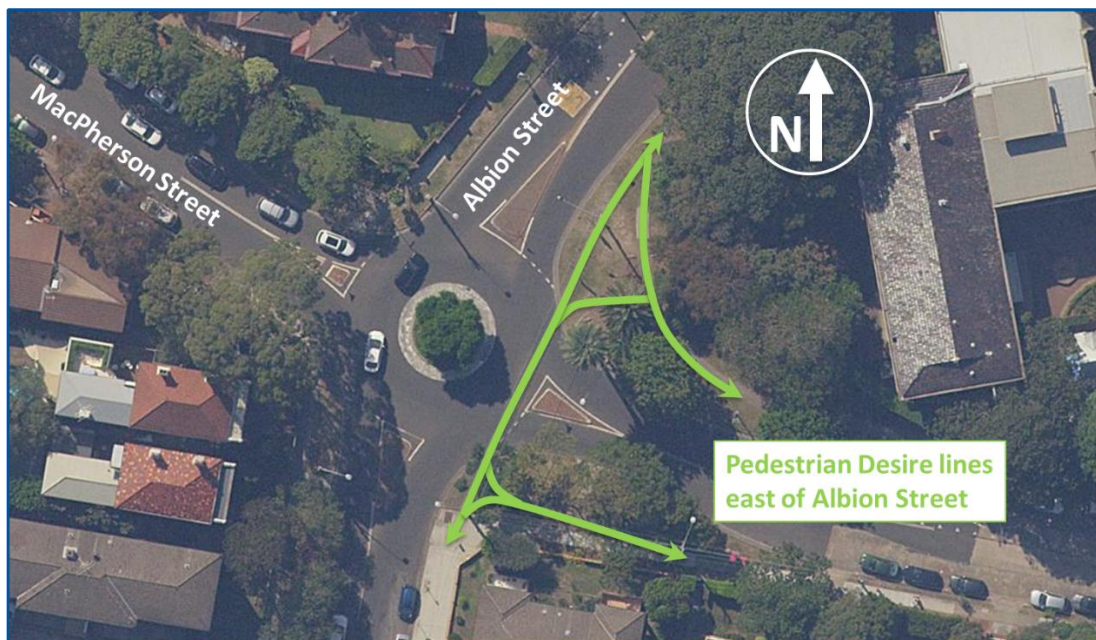 MacPherson Street
Albion Street
N
Pedestrian Desire lines
east of Albion Street